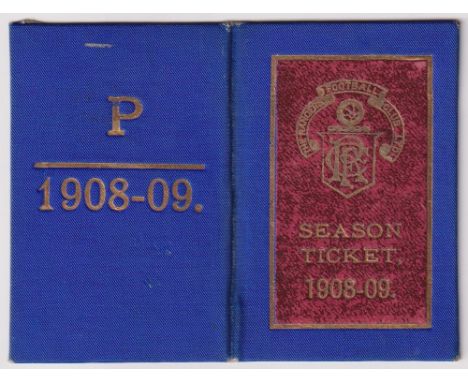 P
1908-09.
THE RANGERS FOOTBALL CLUB LTD
RFC
SEASON
TICKET,
1908-09.